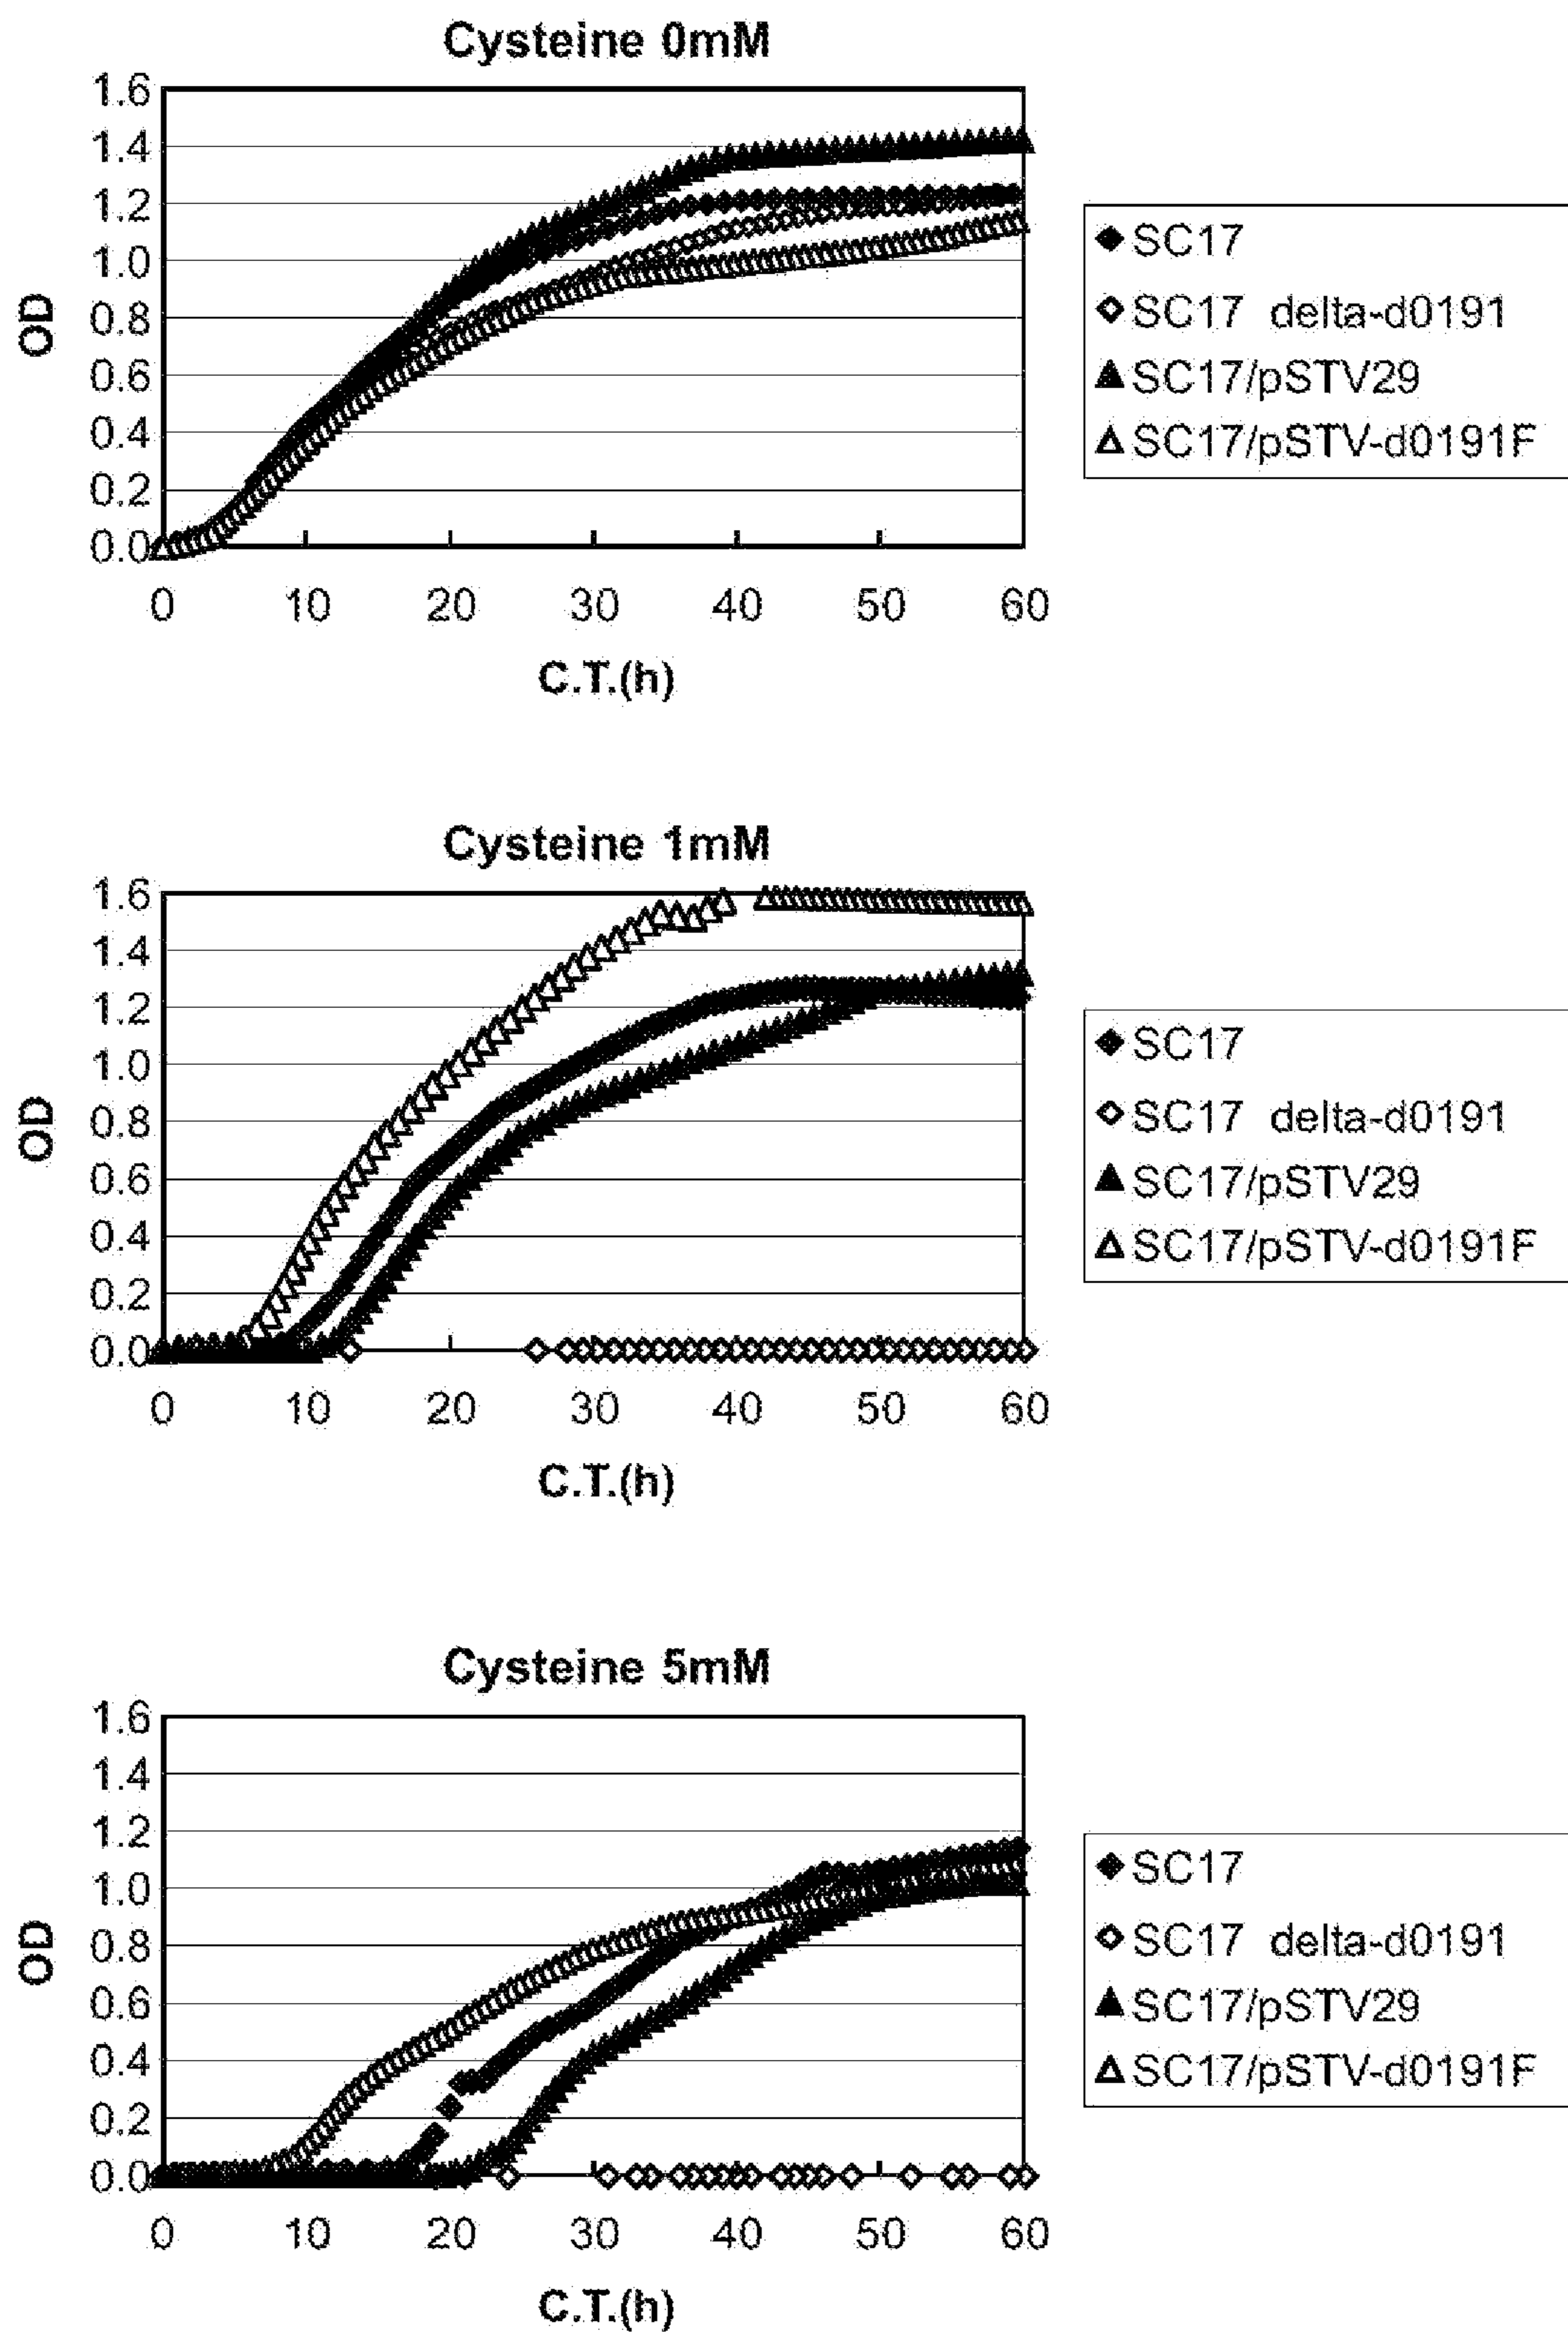 Cysteine 0mM
1.6
1.4
1.2
1.0
0.8
0.6
0.4
0.2
0.0
OD
0 10 20 30 40 50 60
C.T.(h)
SC17
SC17 delta-d0191
SC17/pSTV29
SC17/pSTV-d0191F
Cysteine 1mM
1.6
1.4
1.2
1.0
0.8
0.6
0.4
0.2
0.0
OD
0 10 20 30 40 50 60
C.T.(h)
SC17
SC17 delta-d0191
SC17/pSTV29
SC17/pSTV-d0191F
Cysteine 5mM
1.6
1.4
1.2
1.0
0.8
0.6
0.4
0.2
0.0
OD
0 10 20 30 40 50 60
C.T.(h)
SC17
SC17 delta-d0191
SC17/pSTV29
SC17/pSTV-d0191F